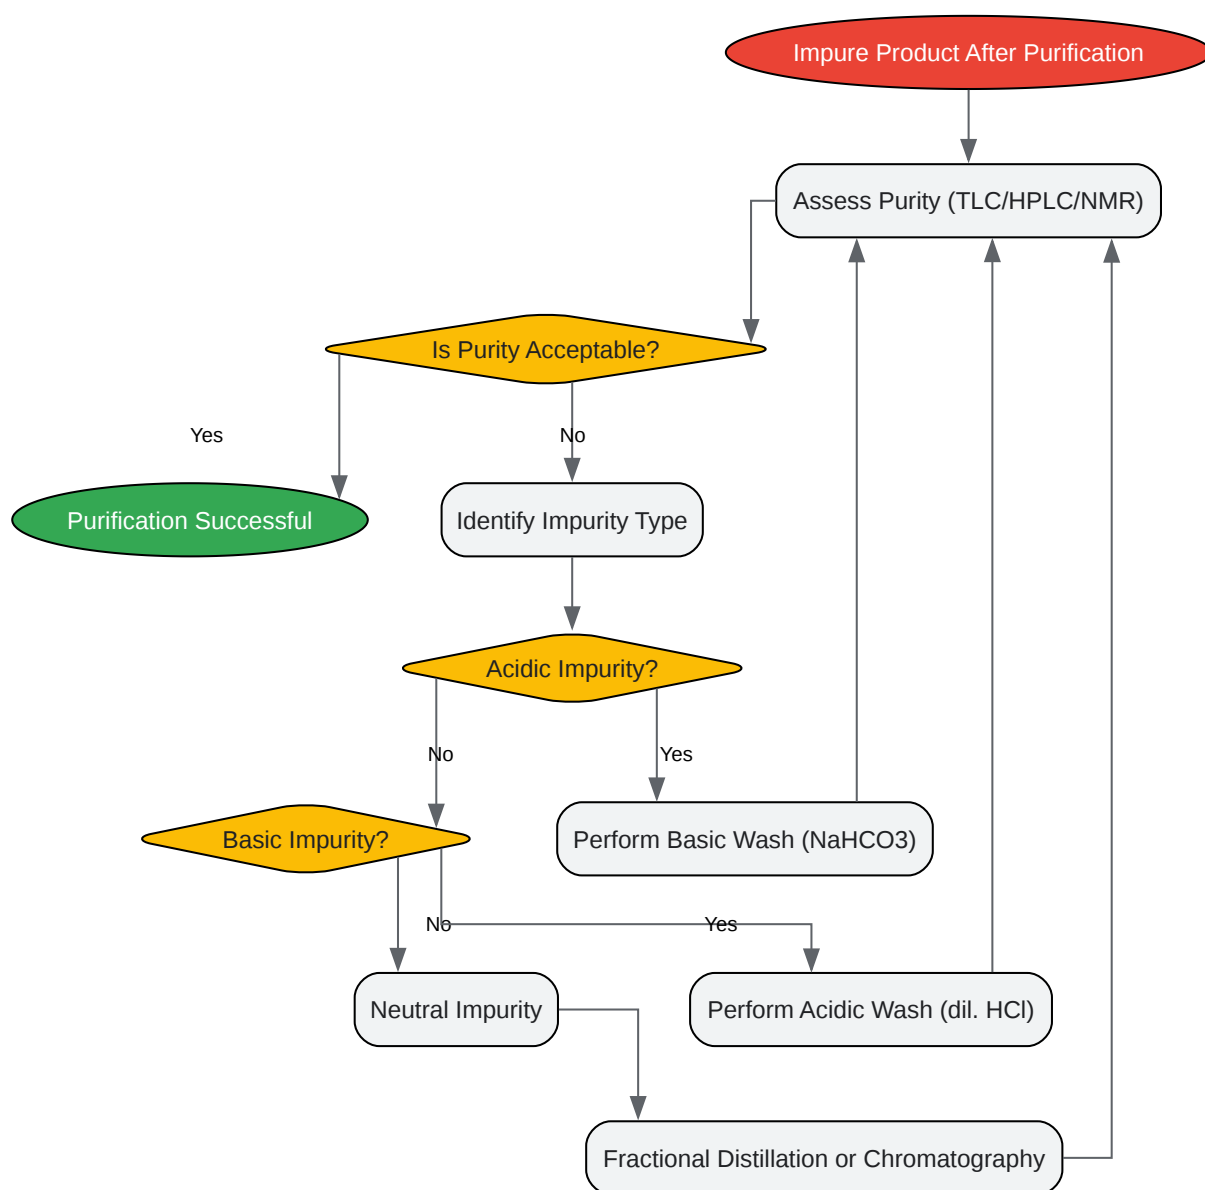 Impure Product After Purification
Assess Purity (TLC/HPLC/NMR)
Is Purity Acceptable?
Yes
No
Purification Successful
Identify Impurity Type
Acidic Impurity?
No
Yes
Basic Impurity?
Perform Basic Wash (NaHCO3)
No
Yes
Neutral Impurity
Perform Acidic Wash (dil. HCl)
Fractional Distillation or Chromatography